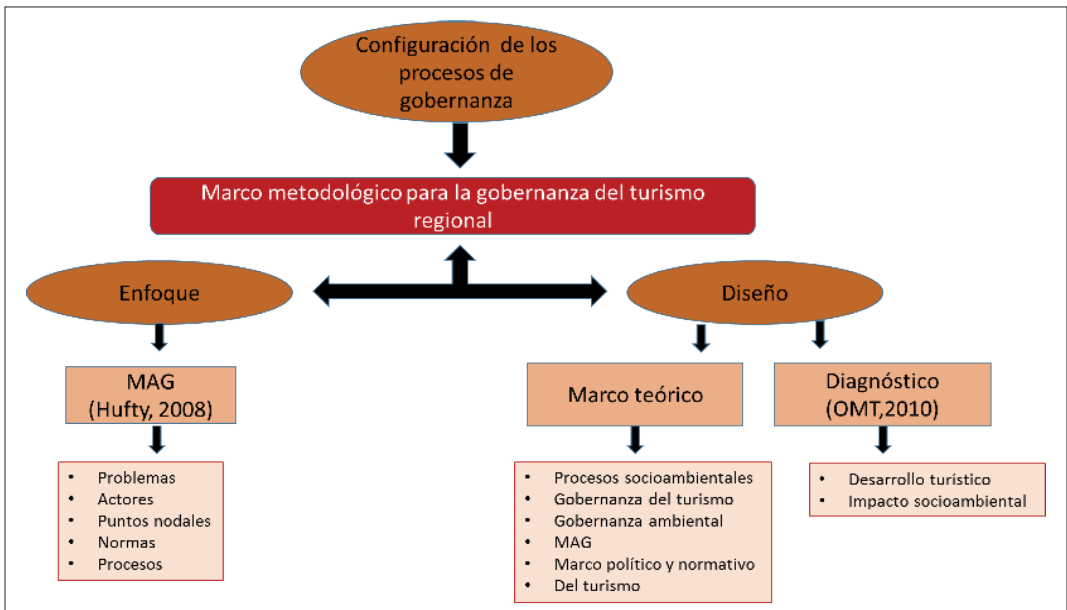 Configuración de los
procesos de
gobernanza
Marco metodológico para la gobernanza del turismo
regional
Enfoque
Diseño
MAG
(Hufty, 2008)
Marco teórico
Diagnóstico
(OMT,2010)
• Problemas
• Actores
• Puntos nodales
• Normas
• Procesos
• Procesos socioambientales
• Gobernanza del turismo
• Gobernanza ambiental
• MAG
• Marco político y normativo
• Del turismo
• Desarrollo turístico
• Impacto socioambiental